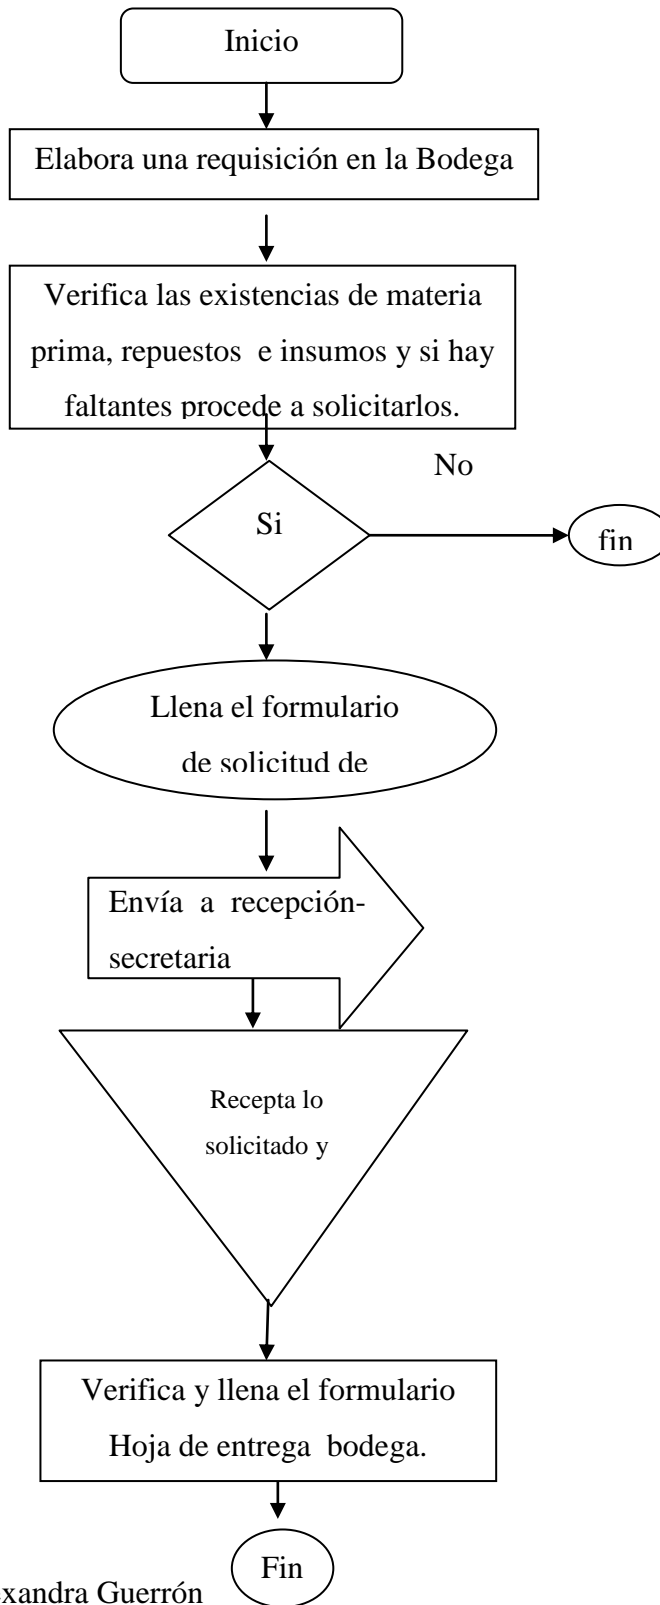 Inicio
Elabora una requisición en la Bodega
Verifica las existencias de materia
prima, repuestos e insumos y si hay
faltantes procede a solicitarlos.
No
Si
fin
Llena el formulario
de solicitud de
Envía a recepción-
secretaria
Recepta lo
solicitado y
Verifica y llena el formulario
Hoja de entrega bodega.
Fin
Guerrón